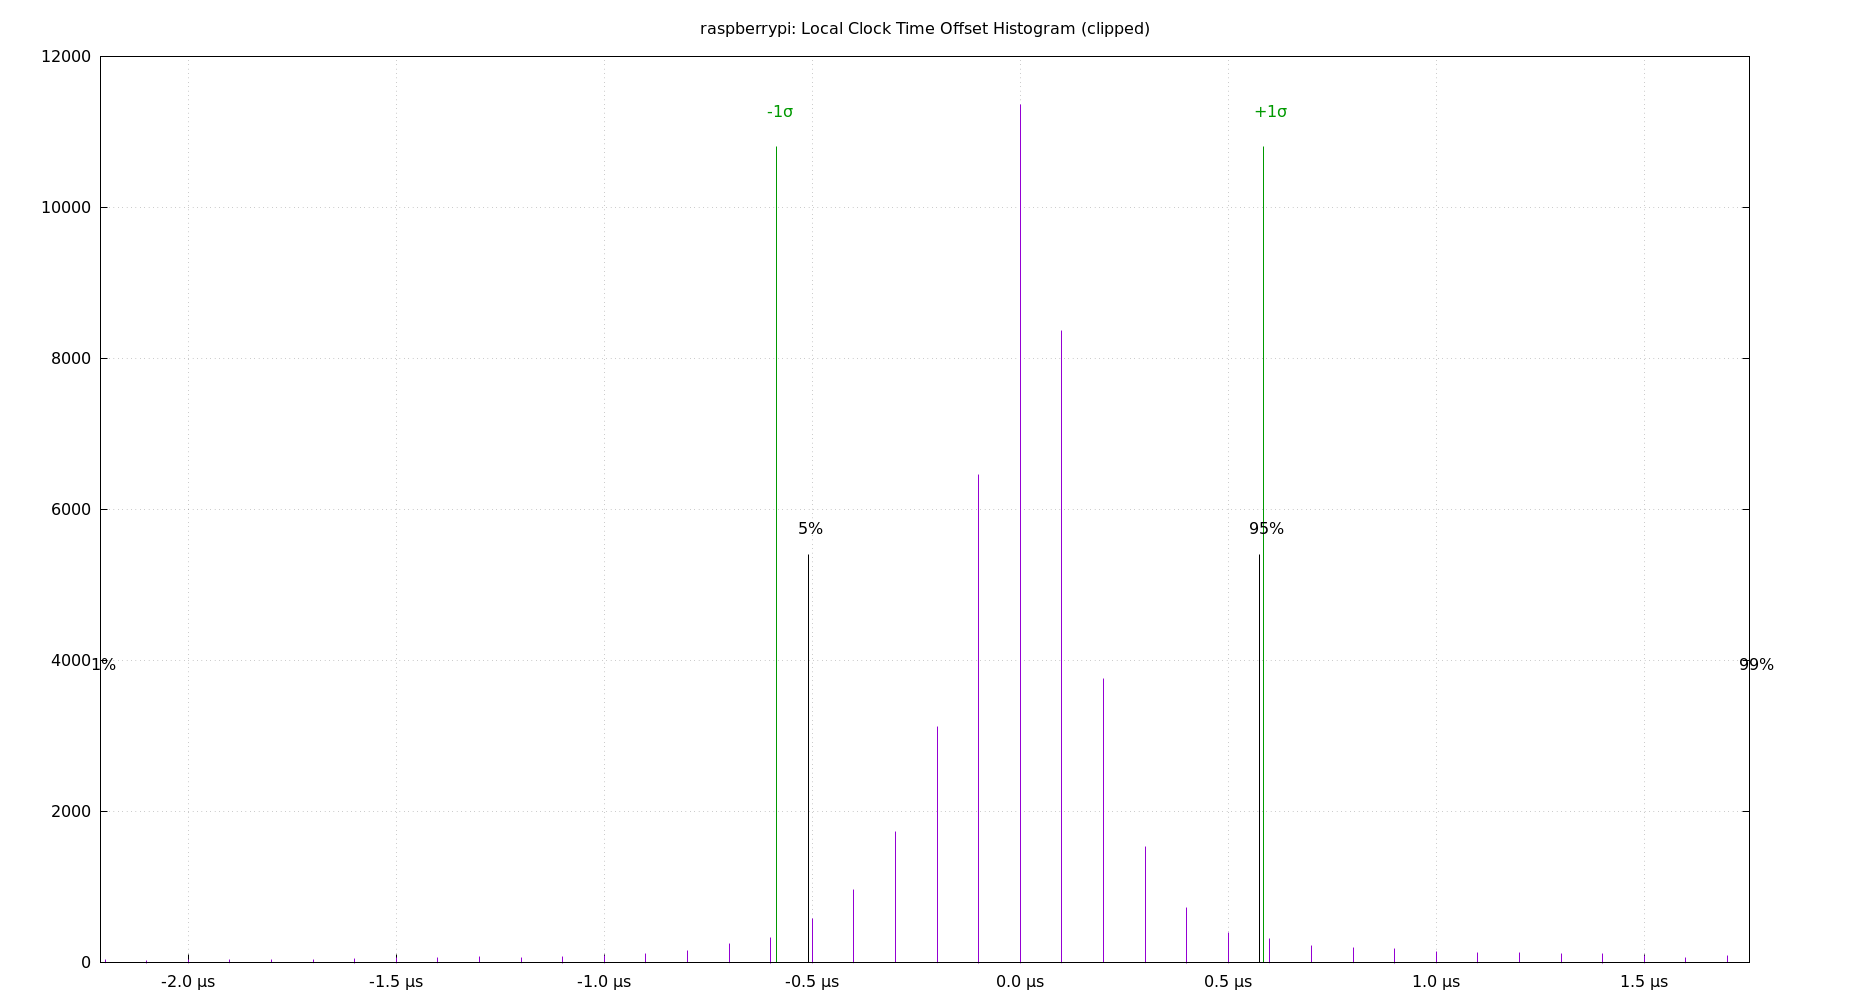 raspberrypi: Local Clock Time Offset Histogram (clipped)
12000
-1σ
+1σ
10000
8000
6000
5%
95%
4000
1%
99%
2000
0
-2.0 µs
-1.5 µs
-1.0 µs
-0.5 µs
0.0 µs
0.5 µs
1.0 µs
1.5 µs